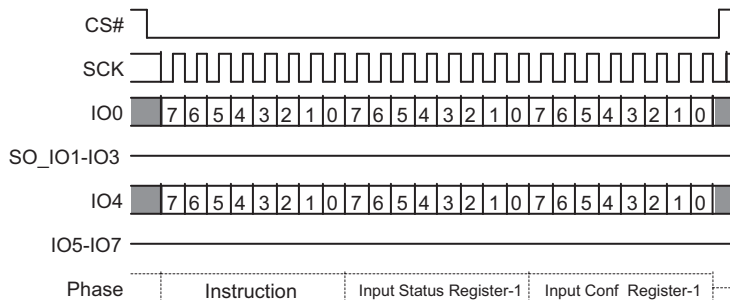 CS#
SCK
IO0 7 6 5 4 3 2 1 0 7 6 5 4 3 2 1 0 7 6 5 4 3 2 1 0
SO_IO1-IO3
IO4 7 6 5 4 3 2 1 0 7 6 5 4 3 2 1 0 7 6 5 4 3 2 1 0
IO5-IO7
Phase Instruction Input Status Register-1 Input Conf Register-1